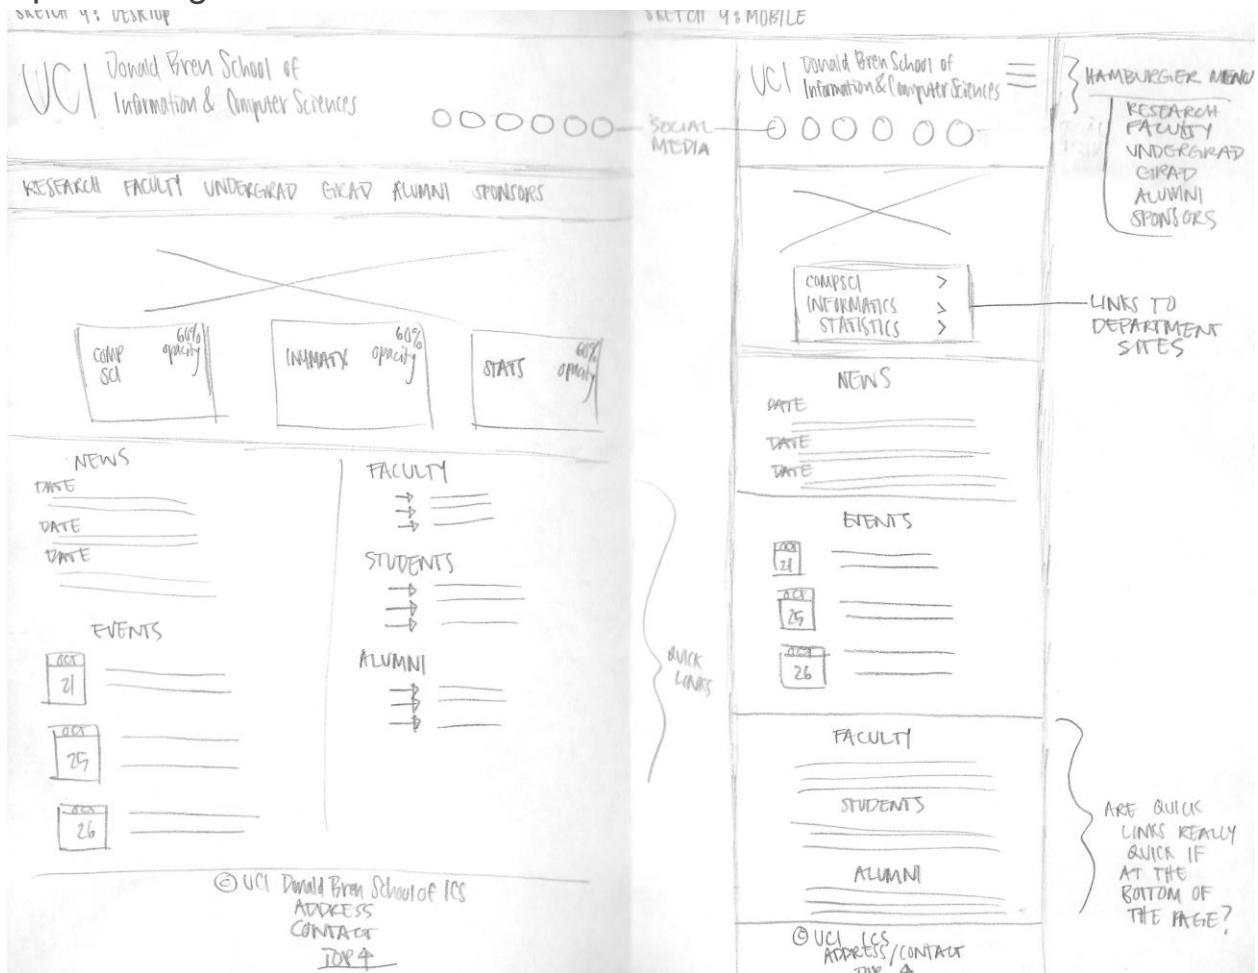 SKETCH 4: DESKTOP
UCI Donald Bren School of
Information & Computer Sciences
SOCIAL
MEDIA
RESEARCH FACULTY UNDERGRAD GRAD ALUMNI SPONSORS
COMP
SCI
60%
opacity
INFMATX
60%
opacity
STATS
60%
opacity
NEWS
DATE
DATE
DATE
EVENTS
OCT
21
OCT
25
OCT
26
FACULTY
STUDENTS
ALUMNI
QUICK
LINKS
© UCI Donald Bren School of ICS
ADDRESS
CONTACT
TOP ↑
SKETCH 4: MOBILE
UCI Donald Bren School of
Information & Computer Sciences
HAMBURGER MENU
RESEARCH
FACULTY
UNDERGRAD
GRAD
ALUMNI
SPONSORS
COMPSCI >
INFORMATICS >
STATISTICS >
LINKS TO
DEPARTMENT
SITES
NEWS
DATE
DATE
DATE
EVENTS
OCT
21
OCT
25
OCT
26
FACULTY
STUDENTS
ALUMNI
ARE QUICK
LINKS REALLY
QUICK IF
AT THE
BOTTOM OF
THE PAGE?
© UCI ICS
ADDRESS/CONTACT
TOP ↑